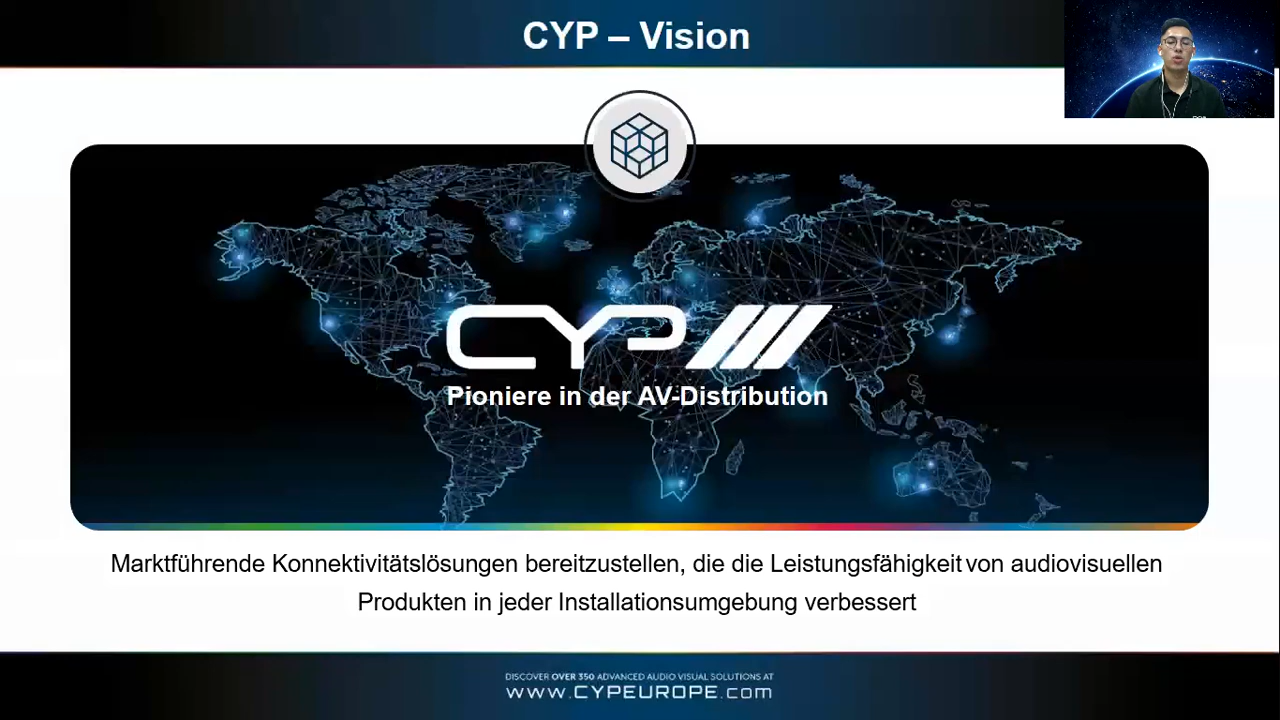 CYP – Vision
CYP
Pioniere in der AV-Distribution
Marktführende Konnektivitätslösungen bereitzustellen, die die Leistungsfähigkeit von audiovisuellen
Produkten in jeder Installationsumgebung verbessert
DISCOVER OVER 350 ADVANCED AUDIO VISUAL SOLUTIONS AT
WWW.CYPEUROPE.com